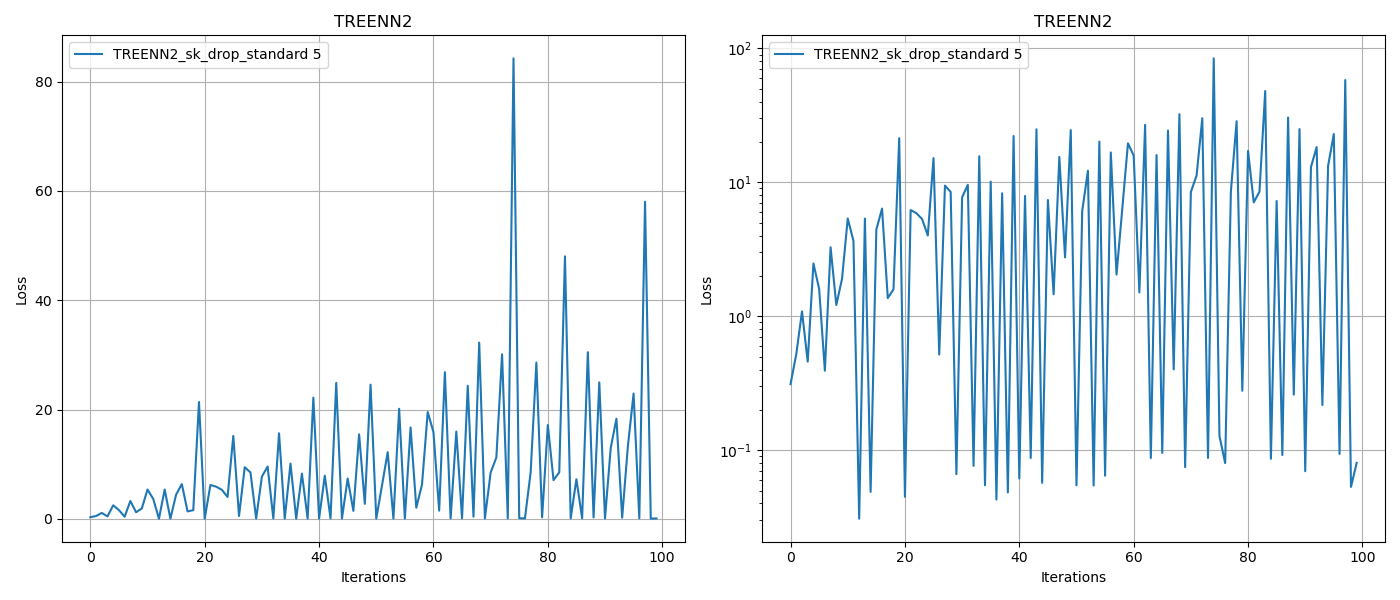 TREENN2
TREENN2_sk_drop_standard 5
80
60
40
20
0
Loss
0 20 40 60 80 100
Iterations
TREENN2
TREENN2_sk_drop_standard 5
10²
10¹
10⁰
10⁻¹
Loss
0 20 40 60 80 100
Iterations